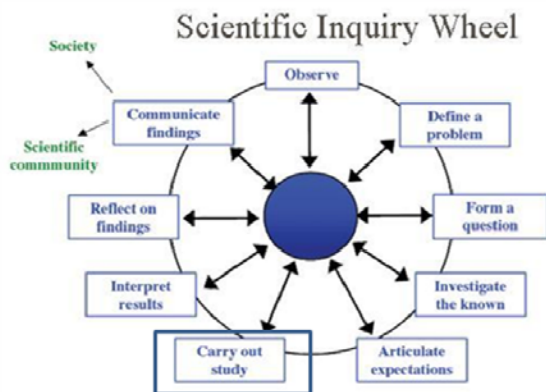 Scientific Inquiry Wheel
Society
Observe
Communicate
findings
Define a
problem
Scientific
commmunity
Reflect on
findings
Form a
question
Interpret
results
Investigate
the known
Carry out
study
Articulate
expectations